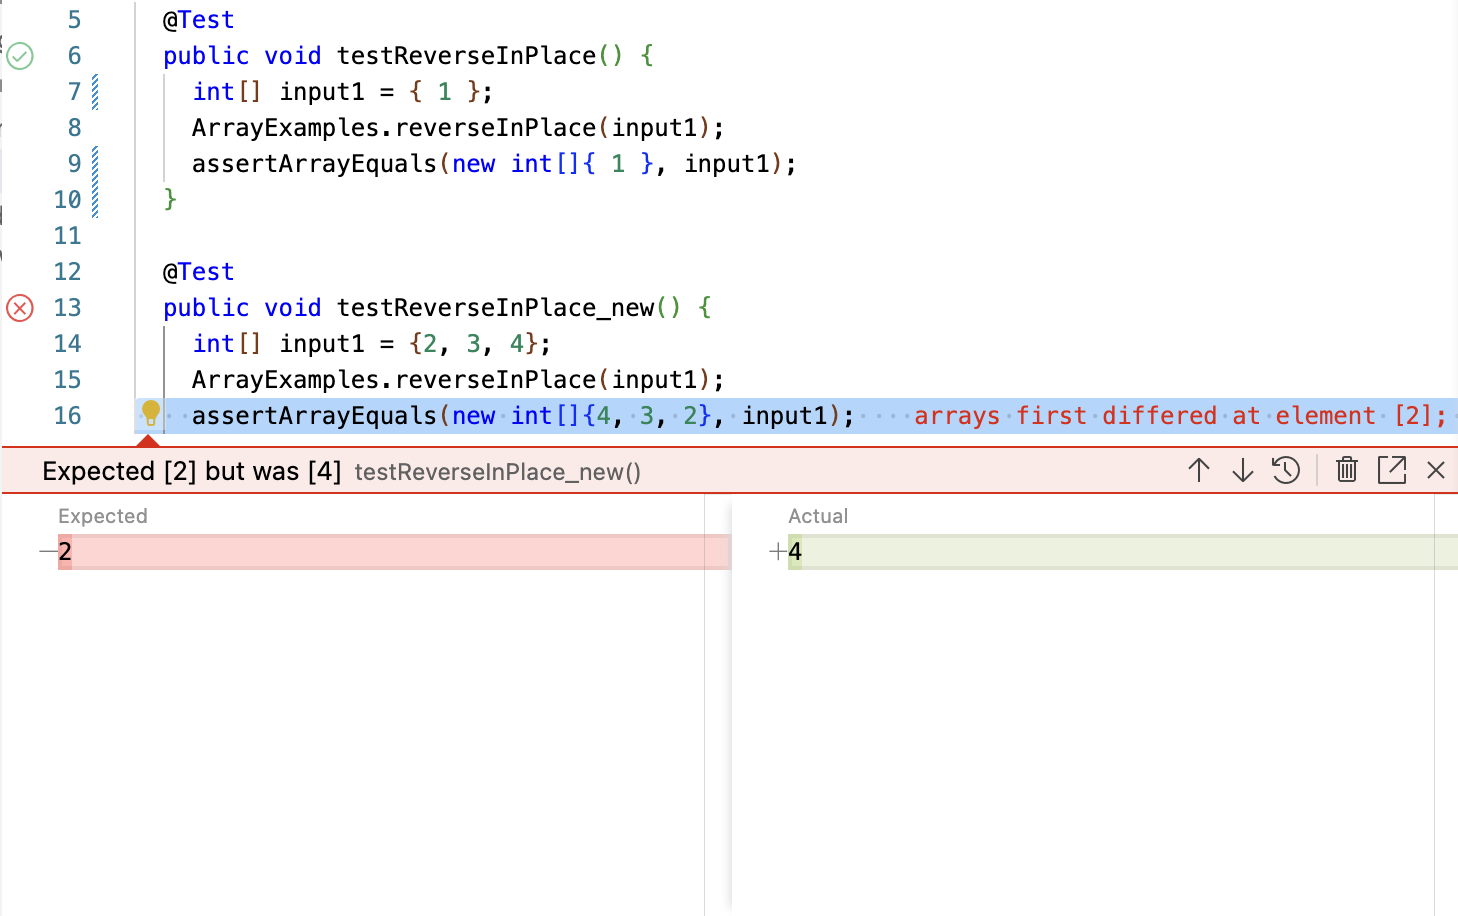 5 @Test
6 public void testReverseInPlace() {
7 int[] input1 = { 1 };
8 ArrayExamples.reverseInPlace(input1);
9 assertArrayEquals(new int[]{ 1 }, input1);
10 }
11
12 @Test
13 public void testReverseInPlace_new() {
14 int[] input1 = {2, 3, 4};
15 ArrayExamples.reverseInPlace(input1);
16 assertArrayEquals(new int[]{4, 3, 2}, input1); arrays first differed at element [2];
Expected [2] but was [4] testReverseInPlace_new()
Expected Actual
—2 +4